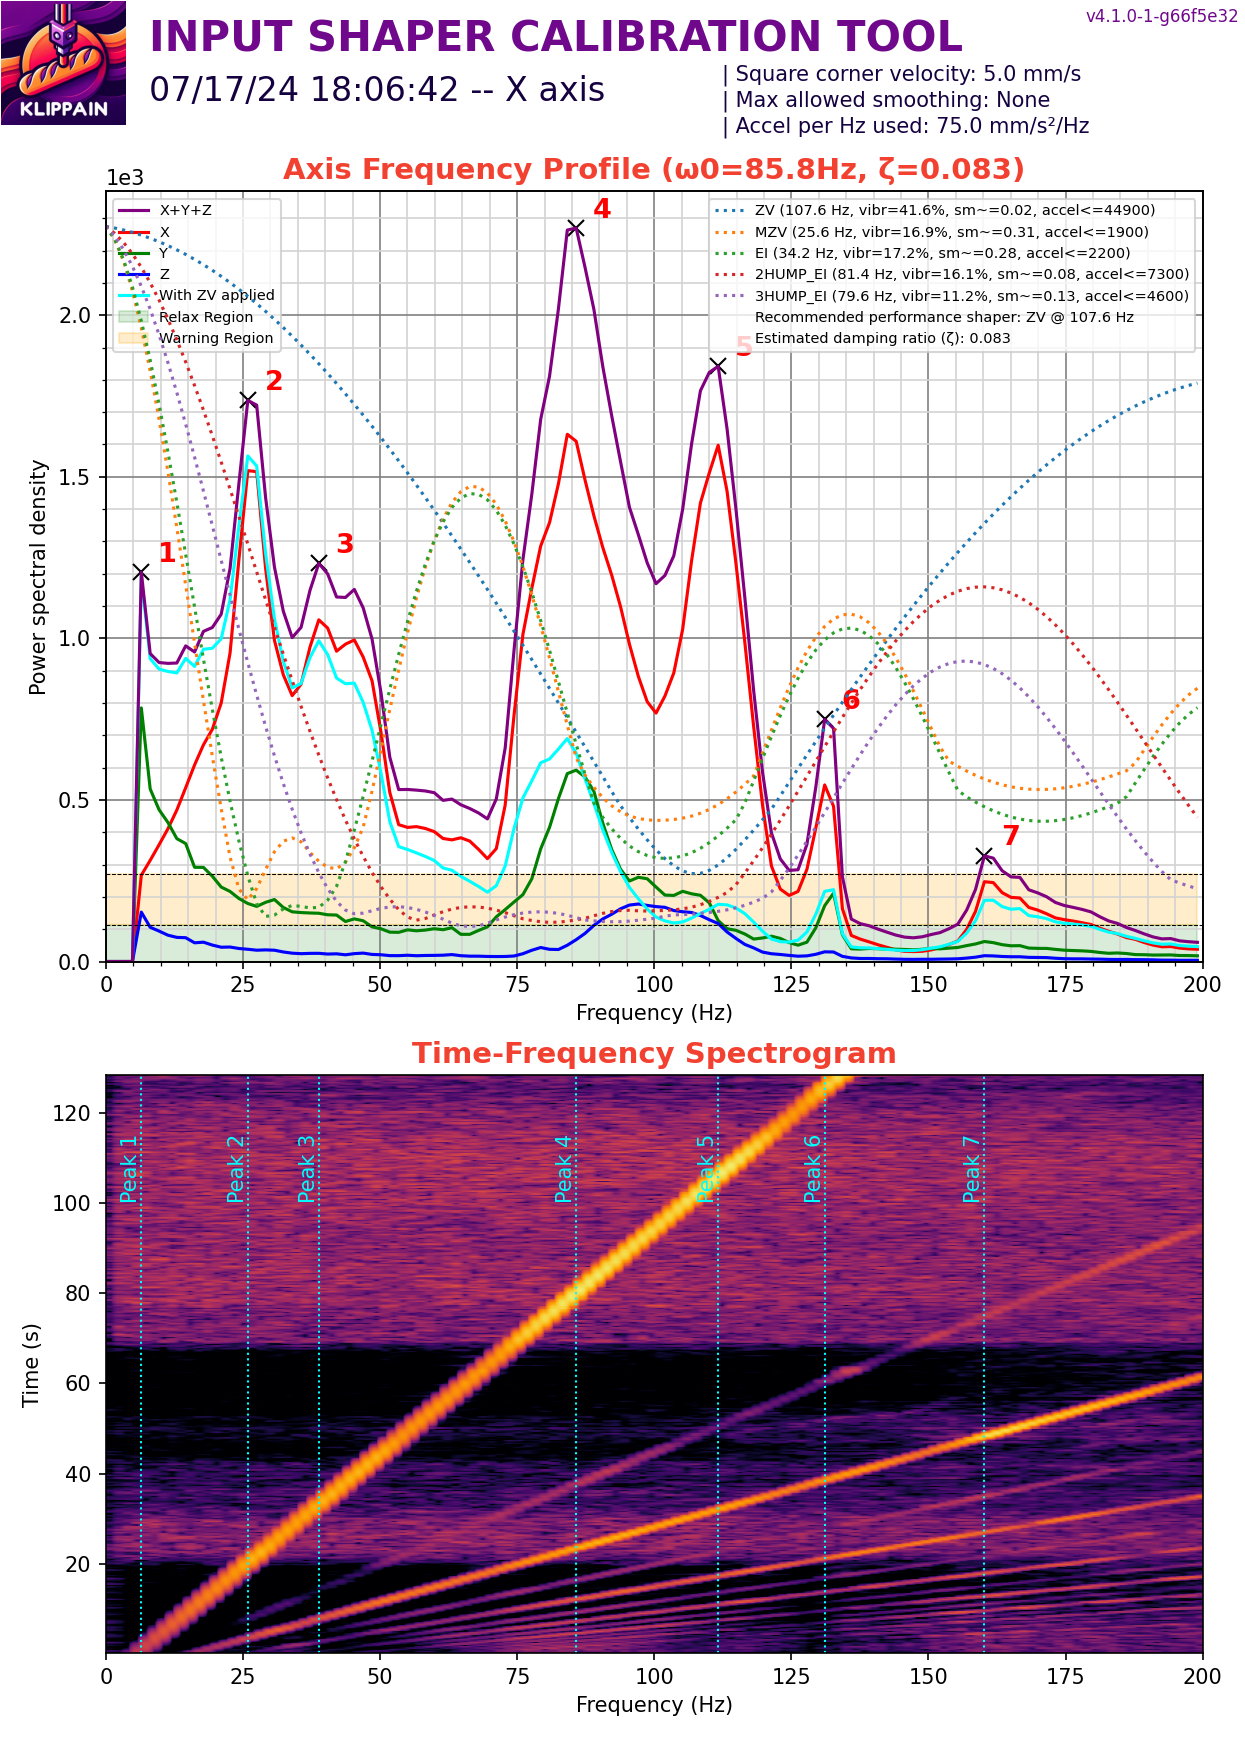 v4.1.0-1-g66f5e32
INPUT SHAPER CALIBRATION TOOL
07/17/24 18:06:42 -- X axis
| Square corner velocity: 5.0 mm/s
| Max allowed smoothing: None
| Accel per Hz used: 75.0 mm/s²/Hz
KLIPPAIN
Axis Frequency Profile (ω0=85.8Hz, ζ=0.083)
1e3
X+Y+Z
X
Y
Z
With ZV applied
Relax Region
Warning Region
ZV (107.6 Hz, vibr=41.6%, sm~=0.02, accel<=44900)
MZV (25.6 Hz, vibr=16.9%, sm~=0.31, accel<=1900)
EI (34.2 Hz, vibr=17.2%, sm~=0.28, accel<=2200)
2HUMP_EI (81.4 Hz, vibr=16.1%, sm~=0.08, accel<=7300)
3HUMP_EI (79.6 Hz, vibr=11.2%, sm~=0.13, accel<=4600)
Recommended performance shaper: ZV @ 107.6 Hz
Estimated damping ratio (ζ): 0.083
1
2
3
4
5
6
7
Power spectral density
2.0
1.5
1.0
0.5
0.0
0 25 50 75 100 125 150 175 200
Frequency (Hz)
Time-Frequency Spectrogram
Time (s)
120
100
80
60
40
20
Peak 1
Peak 2
Peak 3
Peak 4
Peak 5
Peak 6
Peak 7
0 25 50 75 100 125 150 175 200
Frequency (Hz)